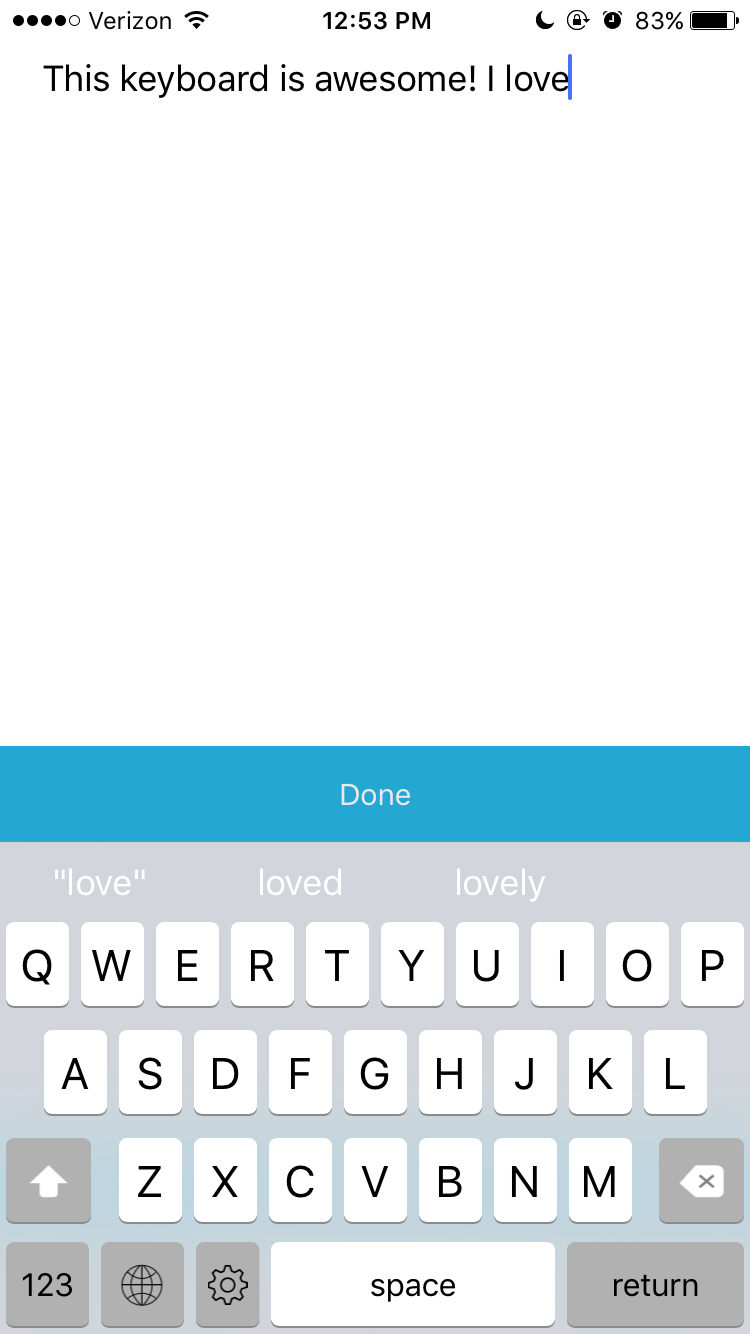 Verizon 12:53 PM 83%
This keyboard is awesome! I love
Done
"love" loved lovely
Q W E R T Y U I O P
A S D F G H J K L
Z X C V B N M
123 space return